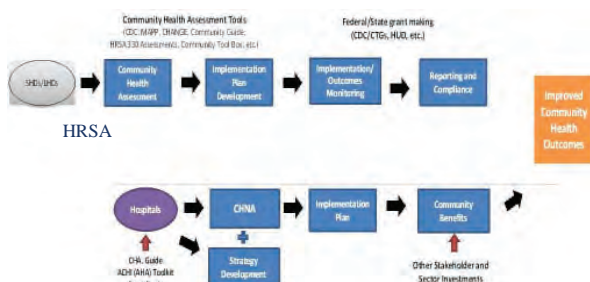 Community Health Assessment Tools
(CDC: MAPP, CHANGE, Community Guide;
HRSA 330 Assessments, Community Tool Box, etc.)
Federal/State grant making
(CDC/CTGs, HUD, etc.)
SHDs/LHDs
Community
Health
Assessment
Implementation
Plan
Development
Implementation/
Outcomes
Monitoring
Reporting and
Compliance
Improved
Community
Health
Outcomes
HRSA
Hospitals
CHNA
Implementation
Plan
Community
Benefits
Strategy
Development
CHA, Guide
ACHI (AHA) Toolkit
Other Stakeholder and
Sector Investments